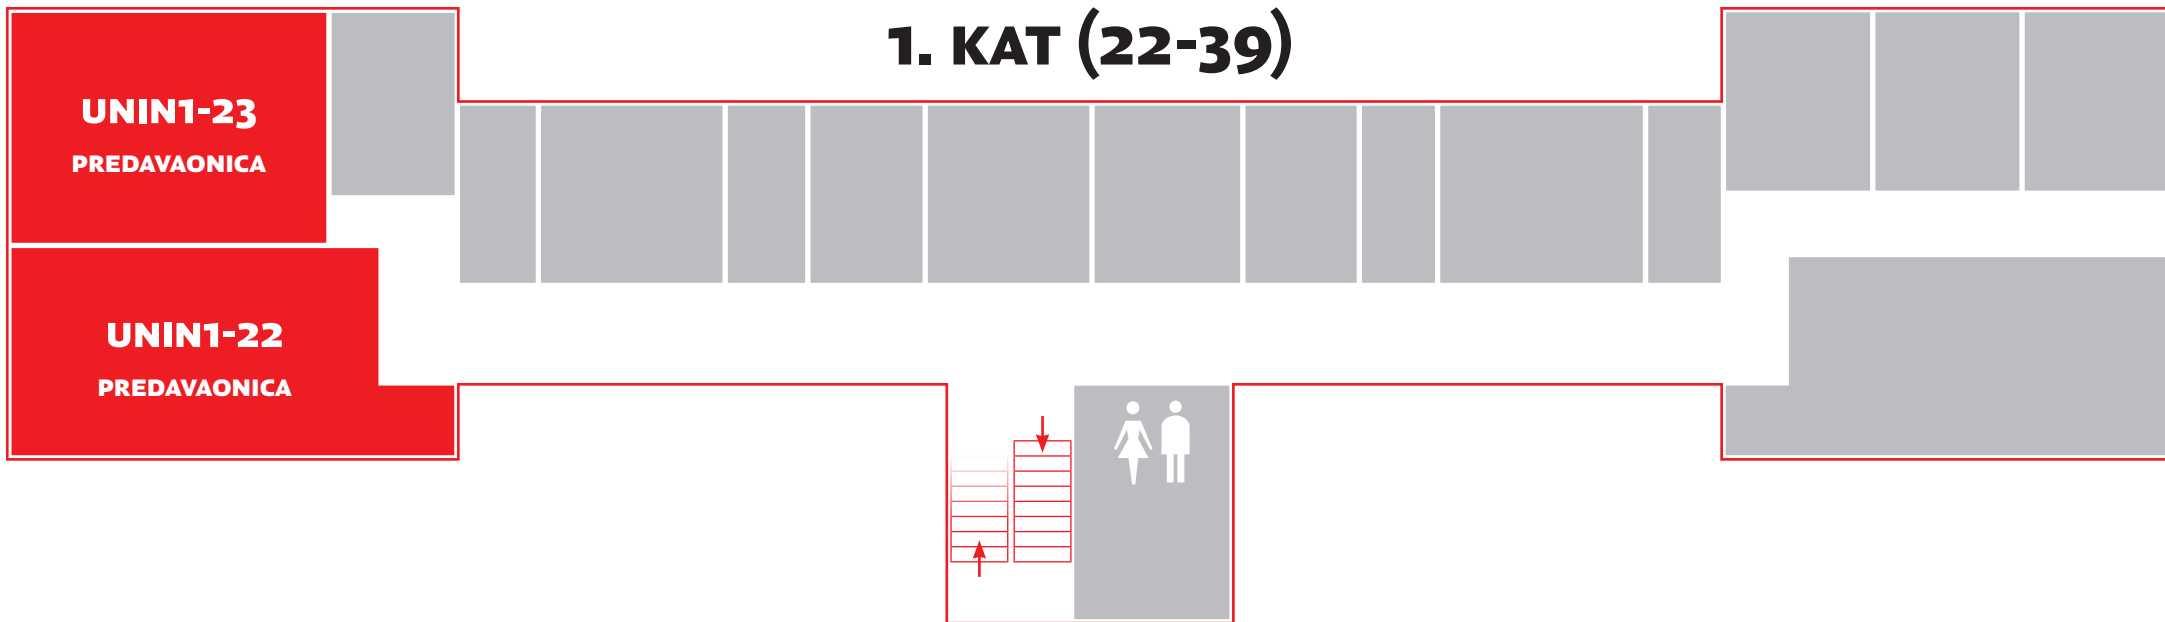 1. KAT (22-39)
UNIN1-23
PREDAVAONICA
UNIN1-22
PREDAVAONICA